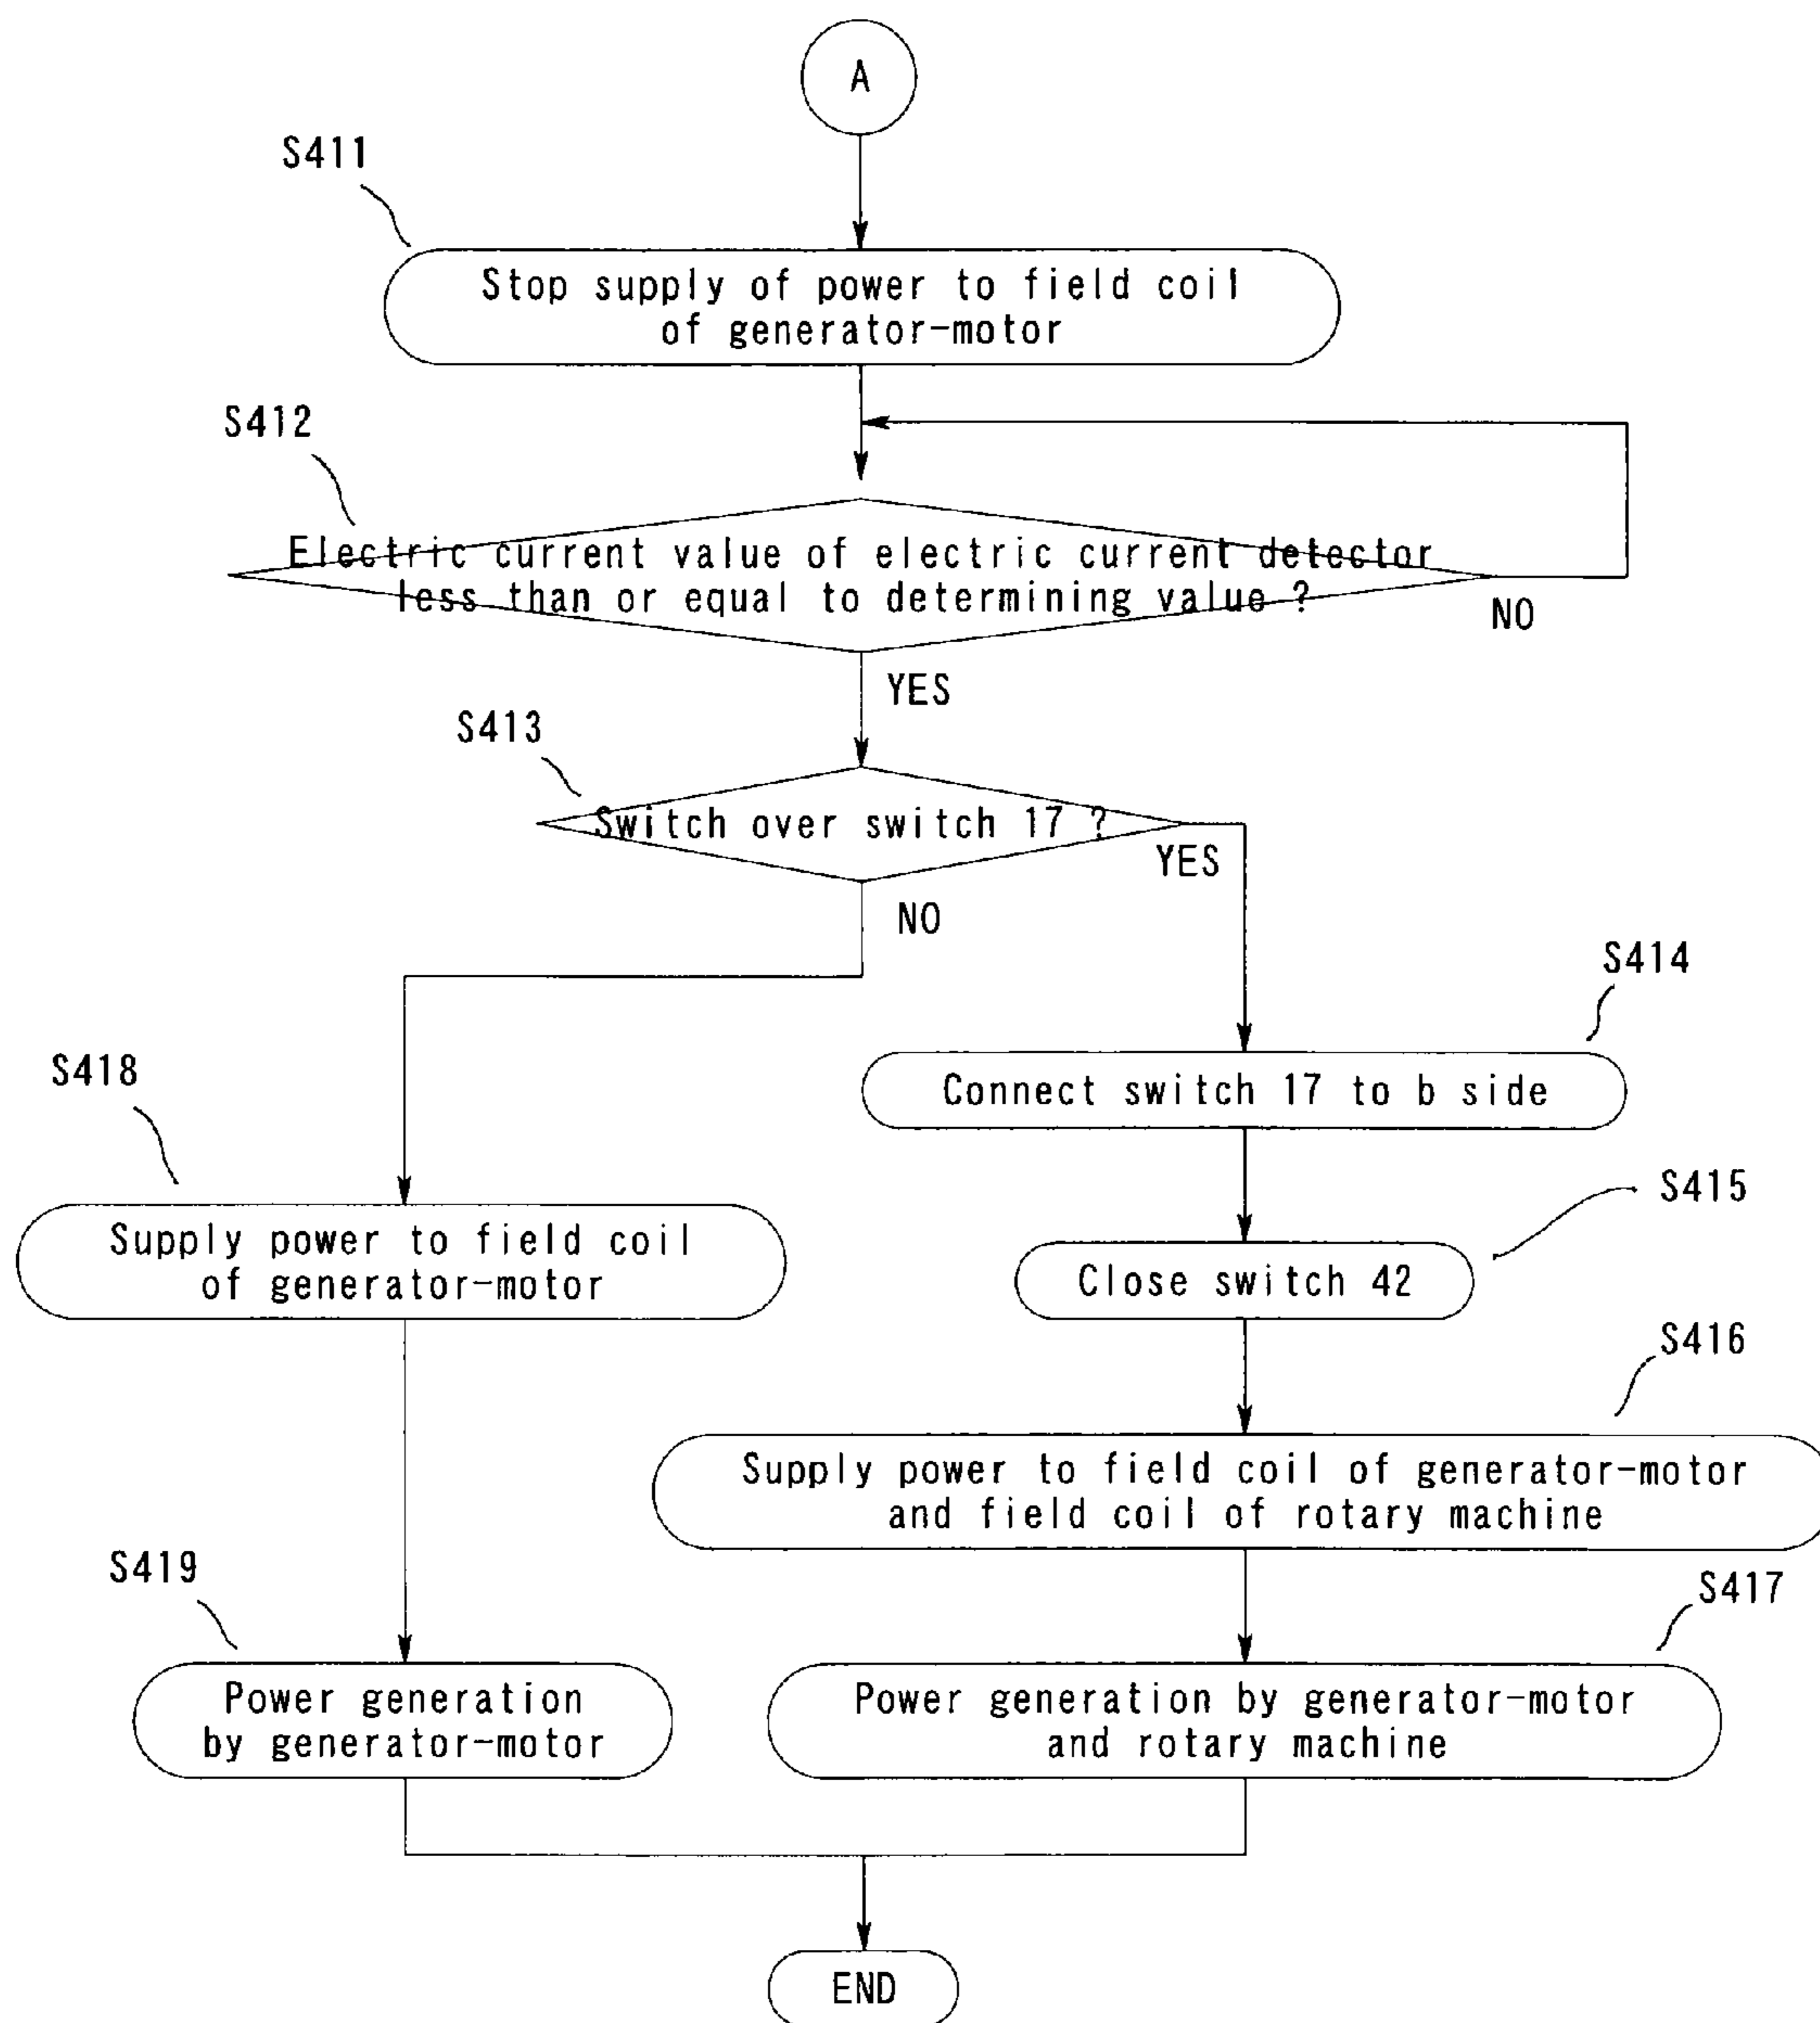 A
S411
Stop supply of power to field coil
of generator-motor
S412
Electric current value of electric current detector
less than or equal to determining value ?
NO
YES
S413
Switch over switch 17 ?
YES
NO
S414
Connect switch 17 to b side
S415
Close switch 42
S418
Supply power to field coil
of generator-motor
S416
Supply power to field coil of generator-motor
and field coil of rotary machine
S419
Power generation
by generator-motor
S417
Power generation by generator-motor
and rotary machine
END